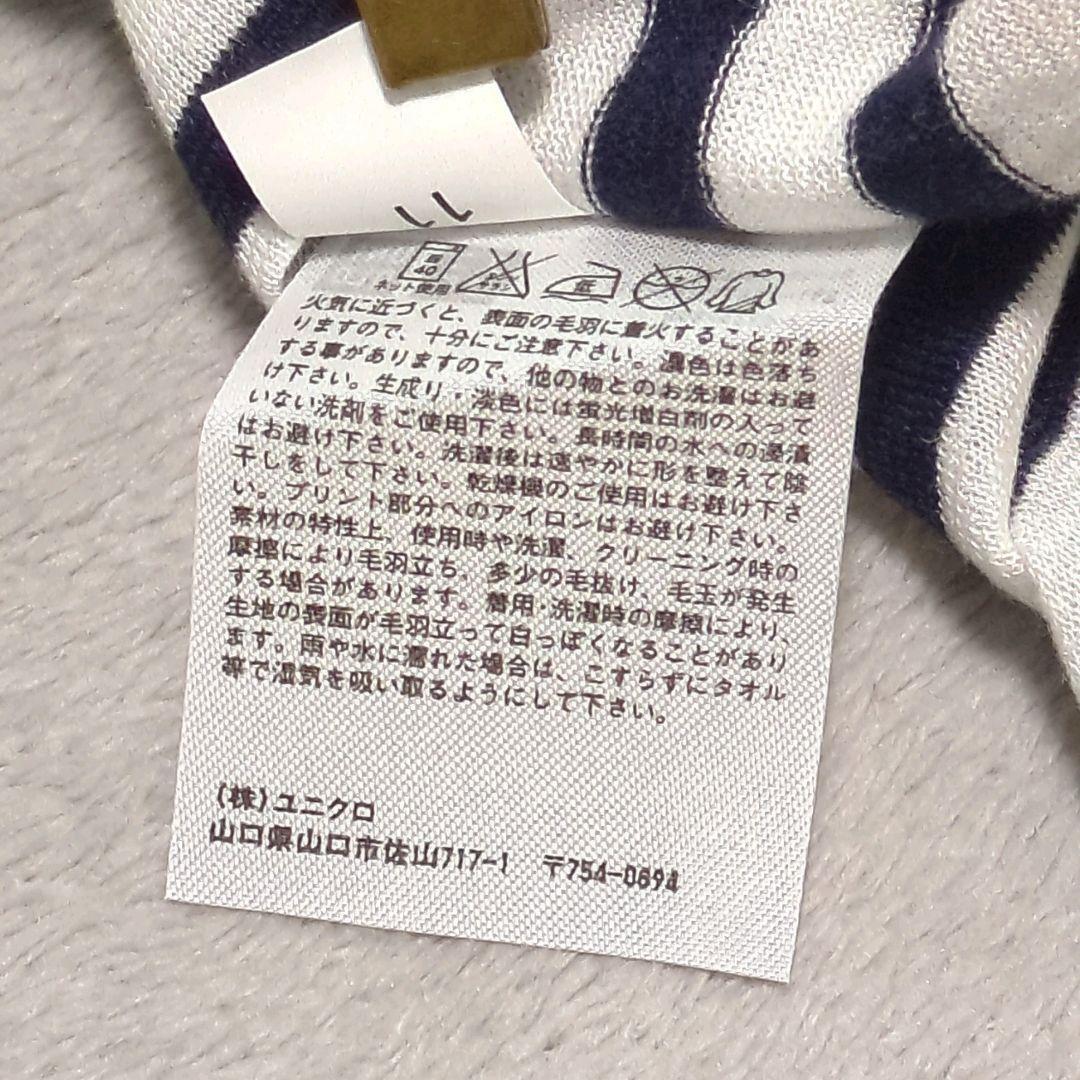 40
ネット使用
火気に近づくと、表面の毛羽に着火することがあ
りますので、十分にご注意下さい。濃色は色落ち
する事がありますので、他の物とのお洗濯はお避
け下さい。生成り・淡色には蛍光増白剤の入って
いない洗剤をご使用下さい。長時間の水への浸漬
はお避け下さい。洗濯後は速やかに形を整えて陰
干しをして下さい。乾燥機のご使用はお避け下さ
い。プリント部分へのアイロンはお避け下さい。
素材の特性上、使用時や洗濯、クリーニング時の
摩擦により毛羽立ち、多少の毛抜け、毛玉が発生
する場合があります。着用・洗濯時の摩擦により、
生地の表面が毛羽立って白っぽくなることがあり
ます。雨や水に濡れた場合は、こすらずにタオル
等で湿気を吸い取るようにして下さい。
(株)ユニクロ
山口県山口市佐山717-1 〒754-0894